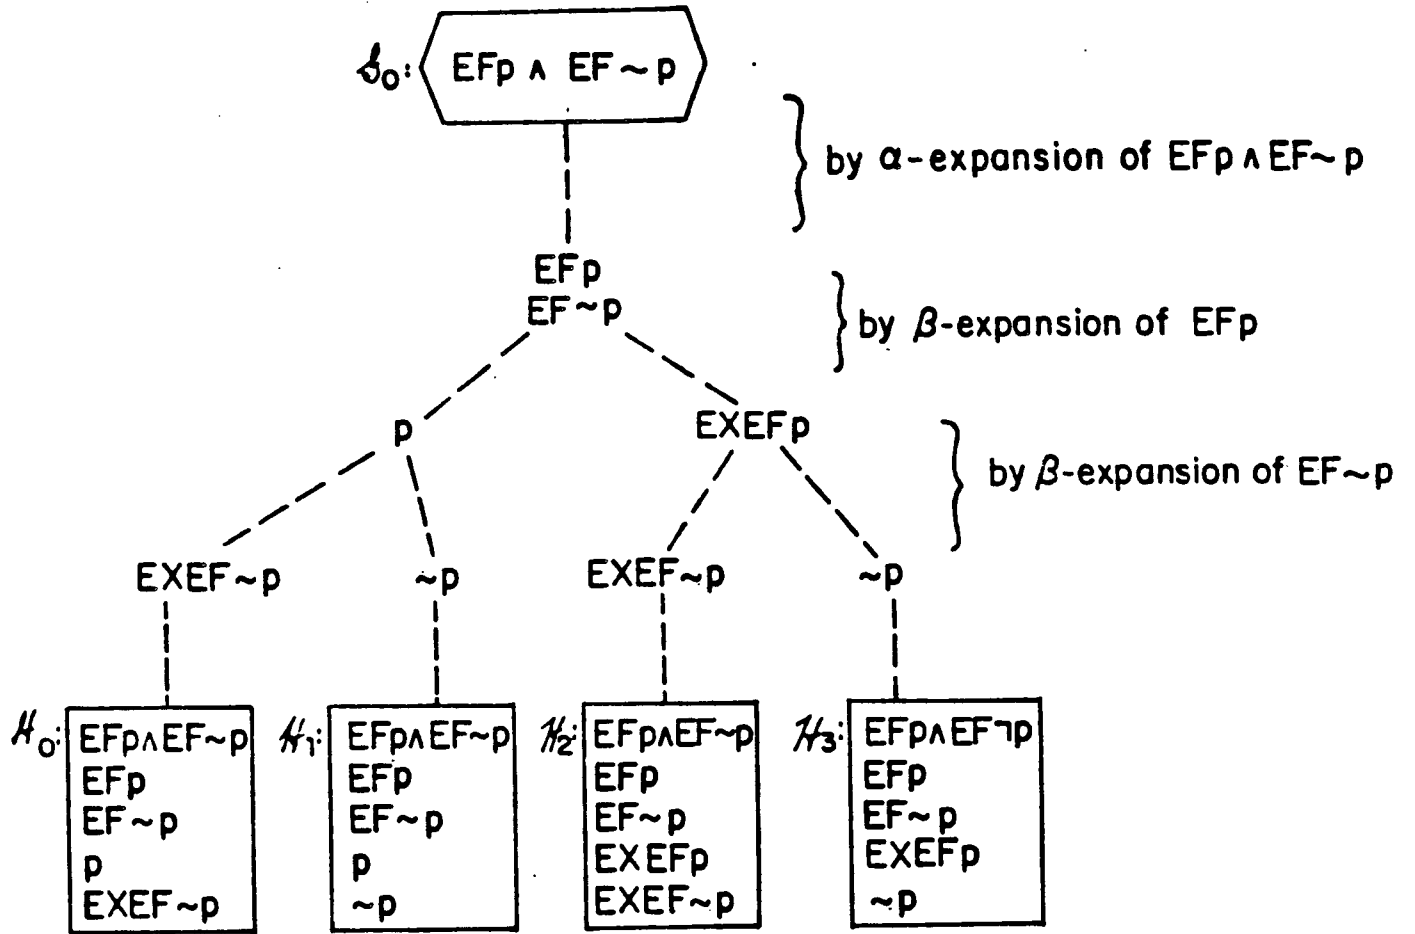 𝒮₀: EFp ∧ EF ~ p
by α-expansion of EFp ∧ EF~ p
EFp
EF ~p
by β-expansion of EFp
p
EXEFp
by β-expansion of EF~p
EXEF~p
~p
EXEF~p
~p
ℋ₀:
EFp∧EF~p
EFp
EF~p
p
EXEF~p
ℋ₁:
EFp∧EF~p
EFp
EF~p
p
~p
ℋ₂:
EFp∧EF~p
EFp
EF~p
EXEFp
EXEF~p
ℋ₃:
EFp∧EF¬p
EFp
EF~p
EXEFp
~p